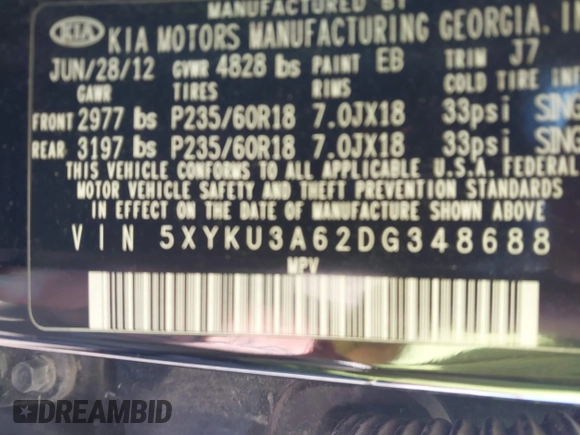 MANUFACTURED BY
KIA KIA MOTORS MANUFACTURING GEORGIA. IN
JUN/28/12 GVWR 4828 lbs PAINT EB TRIM J7
GAWR TIRES RIMS COLD TIRE IN
FRONT 2977 lbs P235/60R18 7.0JX18 33psi SING
REAR 3197 lbs P235/60R18 7.0JX18 33psi SING
THIS VEHICLE CONFORMS TO ALL APPLICABLE U.S.A. FEDERAL
MOTOR VEHICLE SAFETY AND THEFT PREVENTION STANDARDS
IN EFFECT ON THE DATE OF MANUFACTURE SHOWN ABOVE
VIN 5XYKU3A62DG348688
MPV
DREAMBID